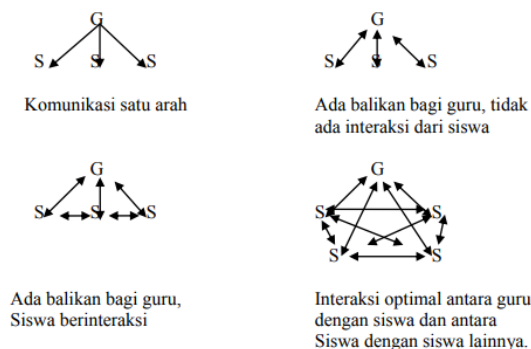 G
S S S
Komunikasi satu arah
G
S S S
Ada balikan bagi guru, tidak
ada interaksi dari siswa
G
S S S
Ada balikan bagi guru,
Siswa berinteraksi
G
S S
S S
Interaksi optimal antara guru
dengan siswa dan antara
Siswa dengan siswa lainnya.